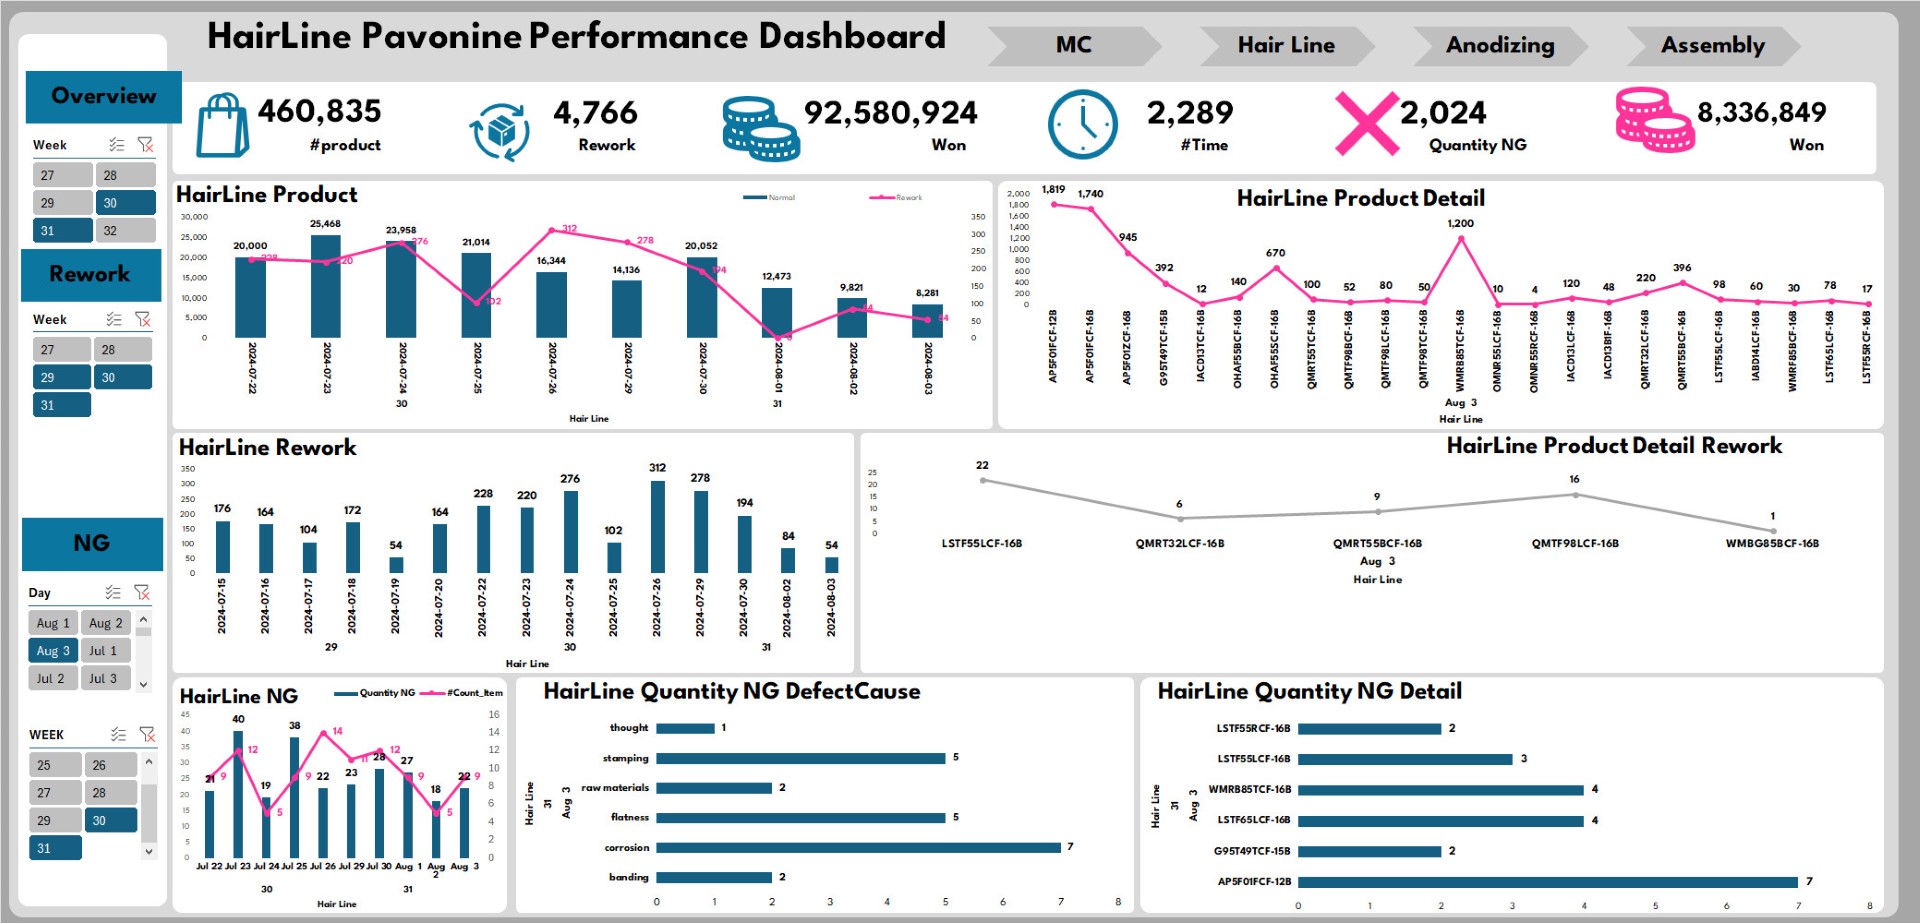 HairLine Pavonine Performance Dashboard
MC
Hair Line
Anodizing
Assembly
Overview
460,835
#product
4,766
Rework
92,580,924
Won
2,289
#Time
2,024
Quantity NG
8,336,849
Won
Week
27 28
29 30
31 32
Rework
Week
27 28
29 30
31
NG
Day
Aug 1 Aug 2
Aug 3 Jul 1
Jul 2 Jul 3
WEEK
25 26
27 28
29 30
31
HairLine Product
Normal Rework
30,000
25,000
20,000
15,000
10,000
5,000
0
350
300
250
200
150
100
50
0
20,000 25,468 23,958 21,014 16,344 14,136 20,052 12,473 9,821 8,281
228 220 276 102 312 278 194 84 54
2024-07-22 2024-07-23 2024-07-24 2024-07-25 2024-07-26 2024-07-29 2024-07-30 2024-08-01 2024-08-02 2024-08-03
30 31
Hair Line
HairLine Product Detail
2,000
1,800
1,600
1,400
1,200
1,000
800
600
400
200
0
1,819 1,740 945 392 12 140 670 100 52 80 50 1,200 10 4 120 48 220 396 98 60 30 78 17
AP5F01FCF-12B AP5F01FCF-16B AP5F01ZCF-16B G95T49TCF-15B IACD13TCF-16B OHAF55BCF-16B OHAF55SCF-16B QMRT55TCF-16B QMTF98BCF-16B QMTF98LCF-16B QMTF98TCF-16B WMRB85TCF-16B OMNR55LCF-16B OMNR55RCF-16B IACD13LCF-16B IACD13B1F-16B QMRT32LCF-16B QMRT55BCF-16B LSTF55LCF-16B IABD14LCF-16B WMRF85BCF-16B LSTF65LCF-16B LSTF55RCF-16B
Aug 3
Hair Line
HairLine Rework
350
300
250
200
150
100
50
0
176 164 104 172 54 164 228 220 276 102 312 278 194 84 54
2024-07-15 2024-07-16 2024-07-17 2024-07-18 2024-07-19 2024-07-20 2024-07-22 2024-07-23 2024-07-24 2024-07-25 2024-07-26 2024-07-29 2024-07-30 2024-08-02 2024-08-03
29 30 31
Hair Line
HairLine Product Detail Rework
25
20
15
10
5
0
22 6 9 16 1
LSTF55LCF-16B QMRT32LCF-16B QMRT55BCF-16B QMTF98LCF-16B WMBG85BCF-16B
Aug 3
Hair Line
HairLine NG
Quantity NG #Count_Item
45
40
35
30
25
20
15
10
5
0
16
14
12
10
8
6
4
2
0
21 40 19 38 22 23 28 27 18 22
9 12 5 9 14 11 12 9 5 9
Jul 22 Jul 23 Jul 24 Jul 25 Jul 26 Jul 29 Jul 30 Aug 1 Aug 2 Aug 3
30 31
Hair Line
HairLine Quantity NG DefectCause
Hair Line
31
Aug 3
thought 1
stamping 5
raw materials 2
flatness 5
corrosion 7
banding 2
0 1 2 3 4 5 6 7 8
HairLine Quantity NG Detail
Hair Line
31
Aug 3
LSTF55RCF-16B 2
LSTF55LCF-16B 3
WMRB85TCF-16B 4
LSTF65LCF-16B 4
G95T49TCF-15B 2
AP5F01FCF-12B 7
0 1 2 3 4 5 6 7 8